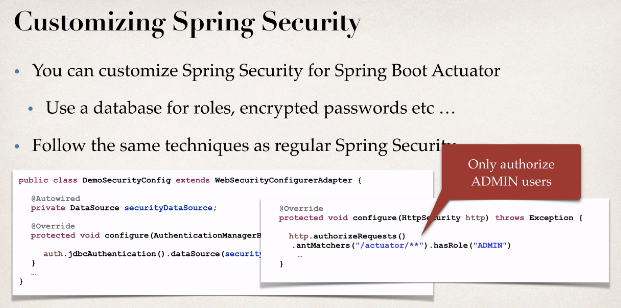 Customizing Spring Security
• You can customize Spring Security for Spring Boot Actuator
• Use a database for roles, encrypted passwords etc …
• Follow the same techniques as regular Spring Security
Only authorize
ADMIN users
public class DemoSecurityConfig extends WebSecurityConfigurerAdapter {
@Autowired
private DataSource securityDataSource;
@Override
protected void configure(AuthenticationManagerB
auth.jdbcAuthentication().dataSource(security
}
…
}
@Override
protected void configure(HttpSecurity http) throws Exception {
http.authorizeRequests()
.antMatchers("/actuator/**").hasRole("ADMIN")
…
}